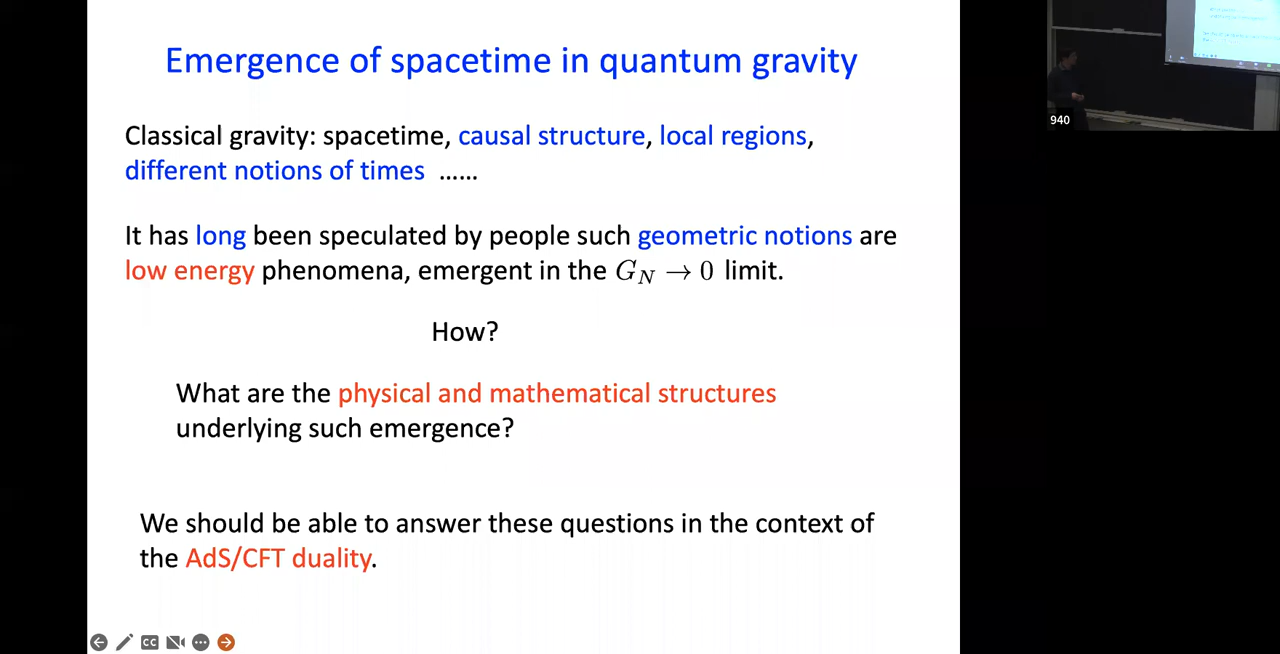 Emergence of spacetime in quantum gravity
Classical gravity: spacetime, causal structure, local regions,
different notions of times ......
It has long been speculated by people such geometric notions are
low energy phenomena, emergent in the $G_N \to 0$ limit.
How?
What are the physical and mathematical structures
underlying such emergence?
We should be able to answer these questions in the context of
the AdS/CFT duality.
CC
940